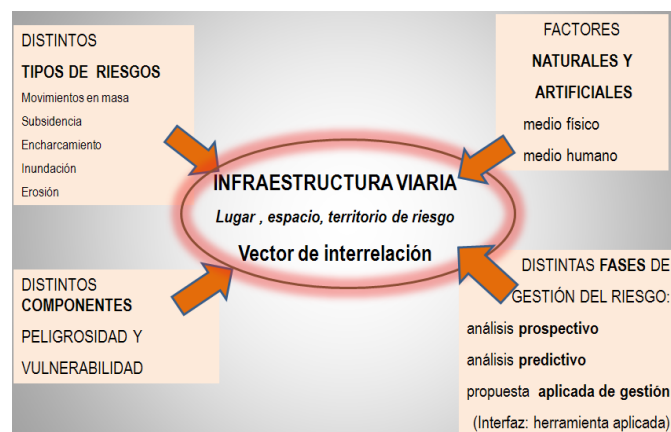 DISTINTOS
TIPOS DE RIESGOS
Movimientos en masa
Subsidencia
Encharcamiento
Inundación
Erosión
FACTORES
NATURALES Y
ARTIFICIALES
medio físico
medio humano
INFRAESTRUCTURA VIARIA
Lugar , espacio, territorio de riesgo
Vector de interrelación
DISTINTOS
COMPONENTES
PELIGROSIDAD Y
VULNERABILIDAD
DISTINTAS FASES DE
GESTIÓN DEL RIESGO:
análisis prospectivo
análisis predictivo
propuesta aplicada de gestión
(Interfaz: herramienta aplicada)